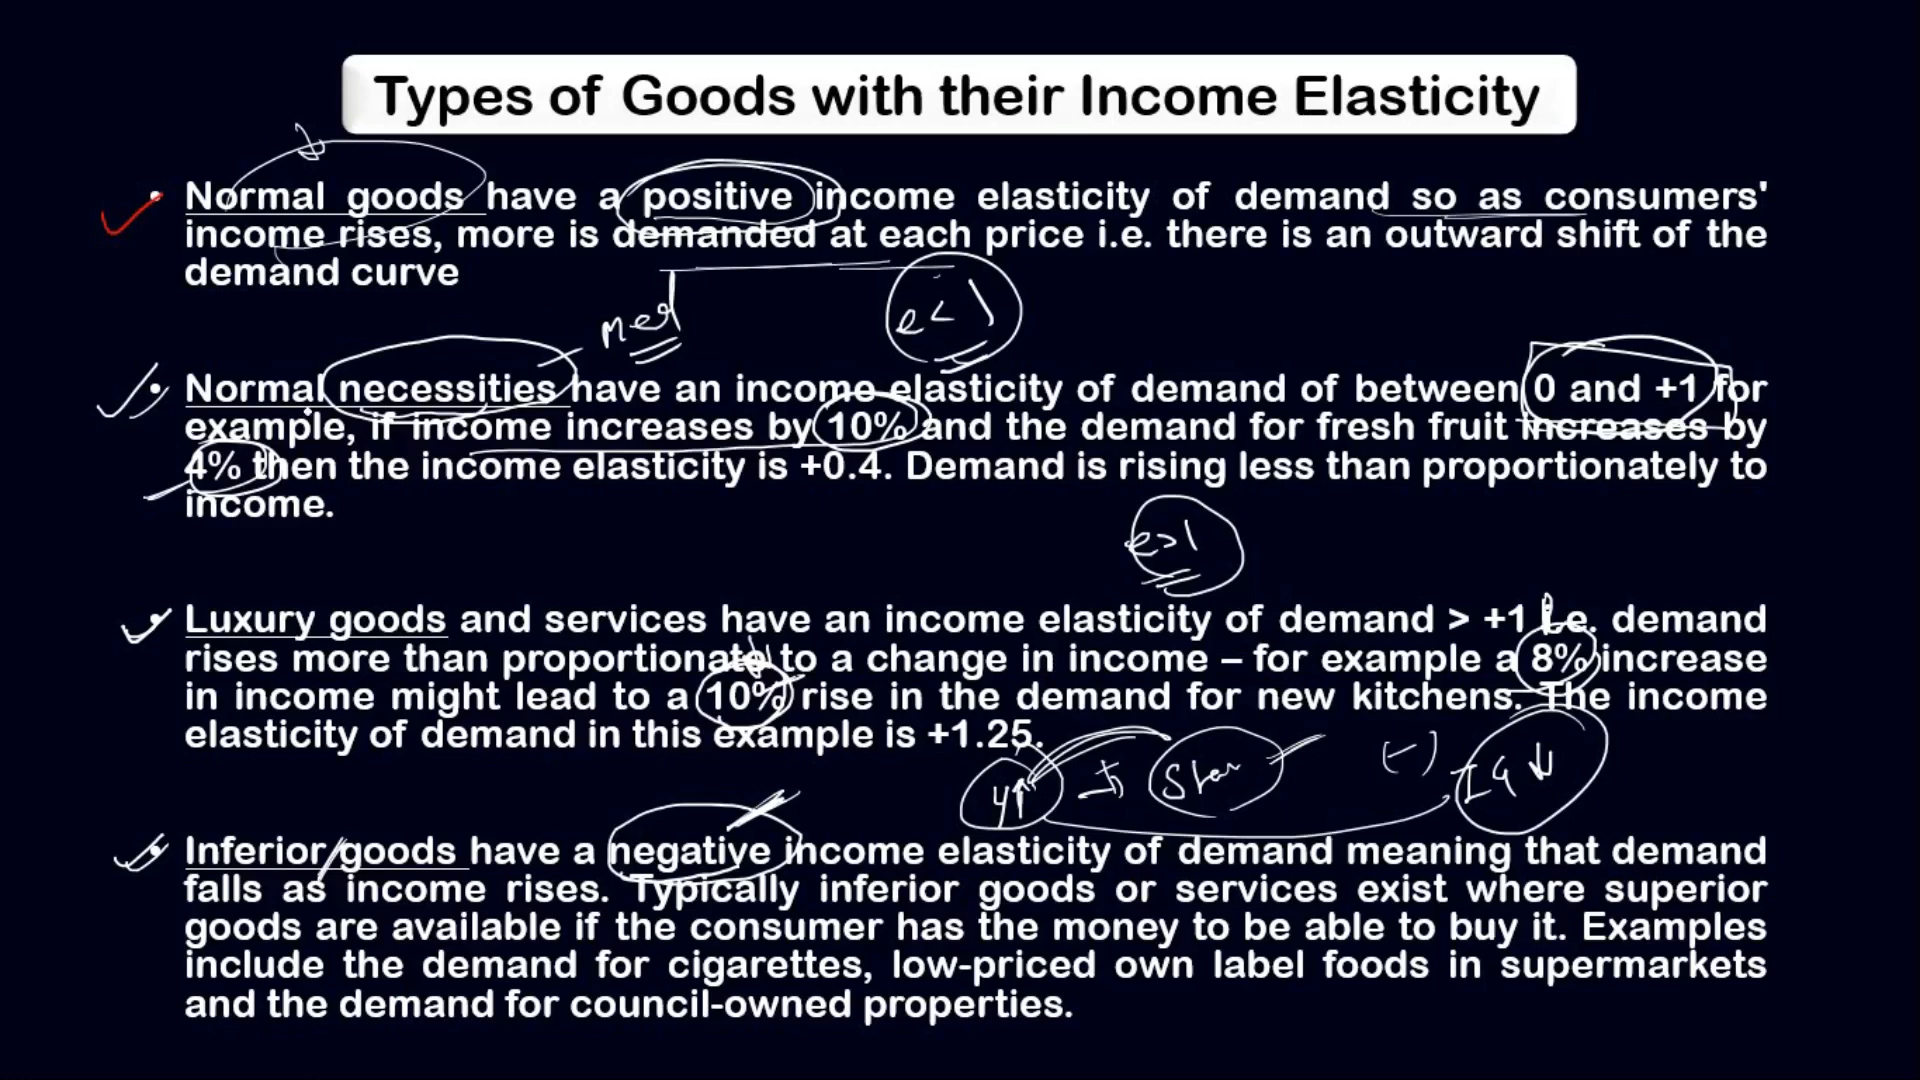 Types of Goods with their Income Elasticity
• Normal goods have a positive income elasticity of demand so as consumers'
income rises, more is demanded at each price i.e. there is an outward shift of the
demand curve
e < 1
• Normal necessities have an income elasticity of demand of between 0 and +1 for
example, if income increases by 10% and the demand for fresh fruit increases by
4% then the income elasticity is +0.4. Demand is rising less than proportionately to
income.
e>1
• Luxury goods and services have an income elasticity of demand > +1 i.e. demand
rises more than proportionate to a change in income – for example a 8% increase
in income might lead to a 10% rise in the demand for new kitchens. The income
elasticity of demand in this example is +1.25.
y↑ (-)
• Inferior goods have a negative income elasticity of demand meaning that demand
falls as income rises. Typically inferior goods or services exist where superior
goods are available if the consumer has the money to be able to buy it. Examples
include the demand for cigarettes, low-priced own label foods in supermarkets
and the demand for council-owned properties.